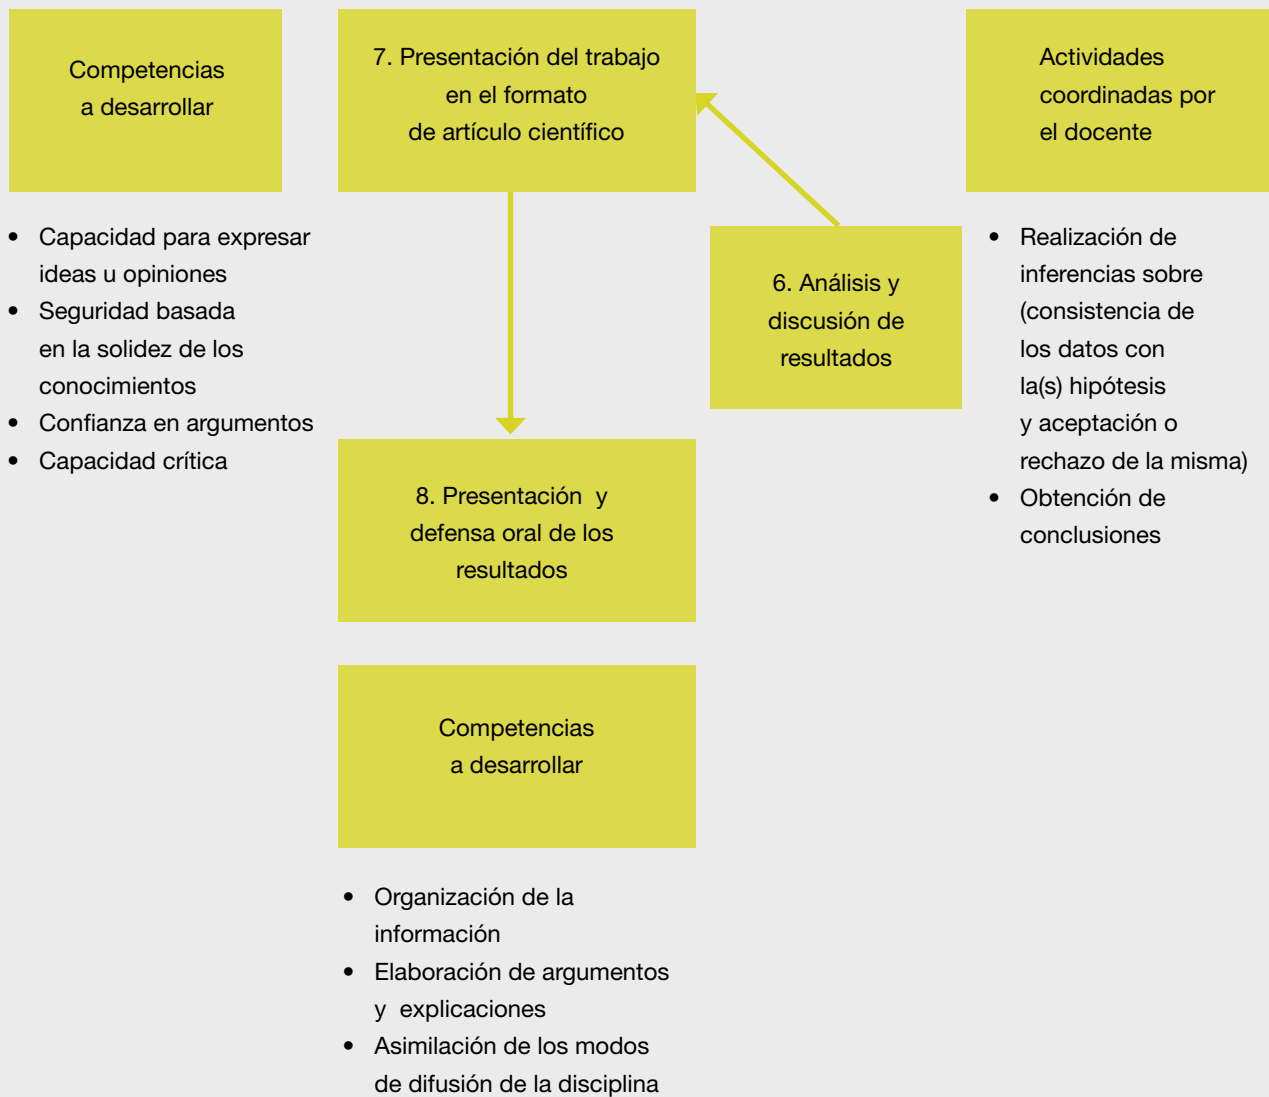 Competencias
a desarrollar
• Capacidad para expresar
ideas u opiniones
• Seguridad basada
en la solidez de los
conocimientos
• Confianza en argumentos
• Capacidad crítica
7. Presentación del trabajo
en el formato
de artículo científico
6. Análisis y
discusión de
resultados
8. Presentación y
defensa oral de los
resultados
Competencias
a desarrollar
• Organización de la
información
• Elaboración de argumentos
y explicaciones
• Asimilación de los modos
de difusión de la disciplina
Actividades
coordinadas por
el docente
• Realización de
inferencias sobre
(consistencia de
los datos con
la(s) hipótesis
y aceptación o
rechazo de la misma)
• Obtención de
conclusiones